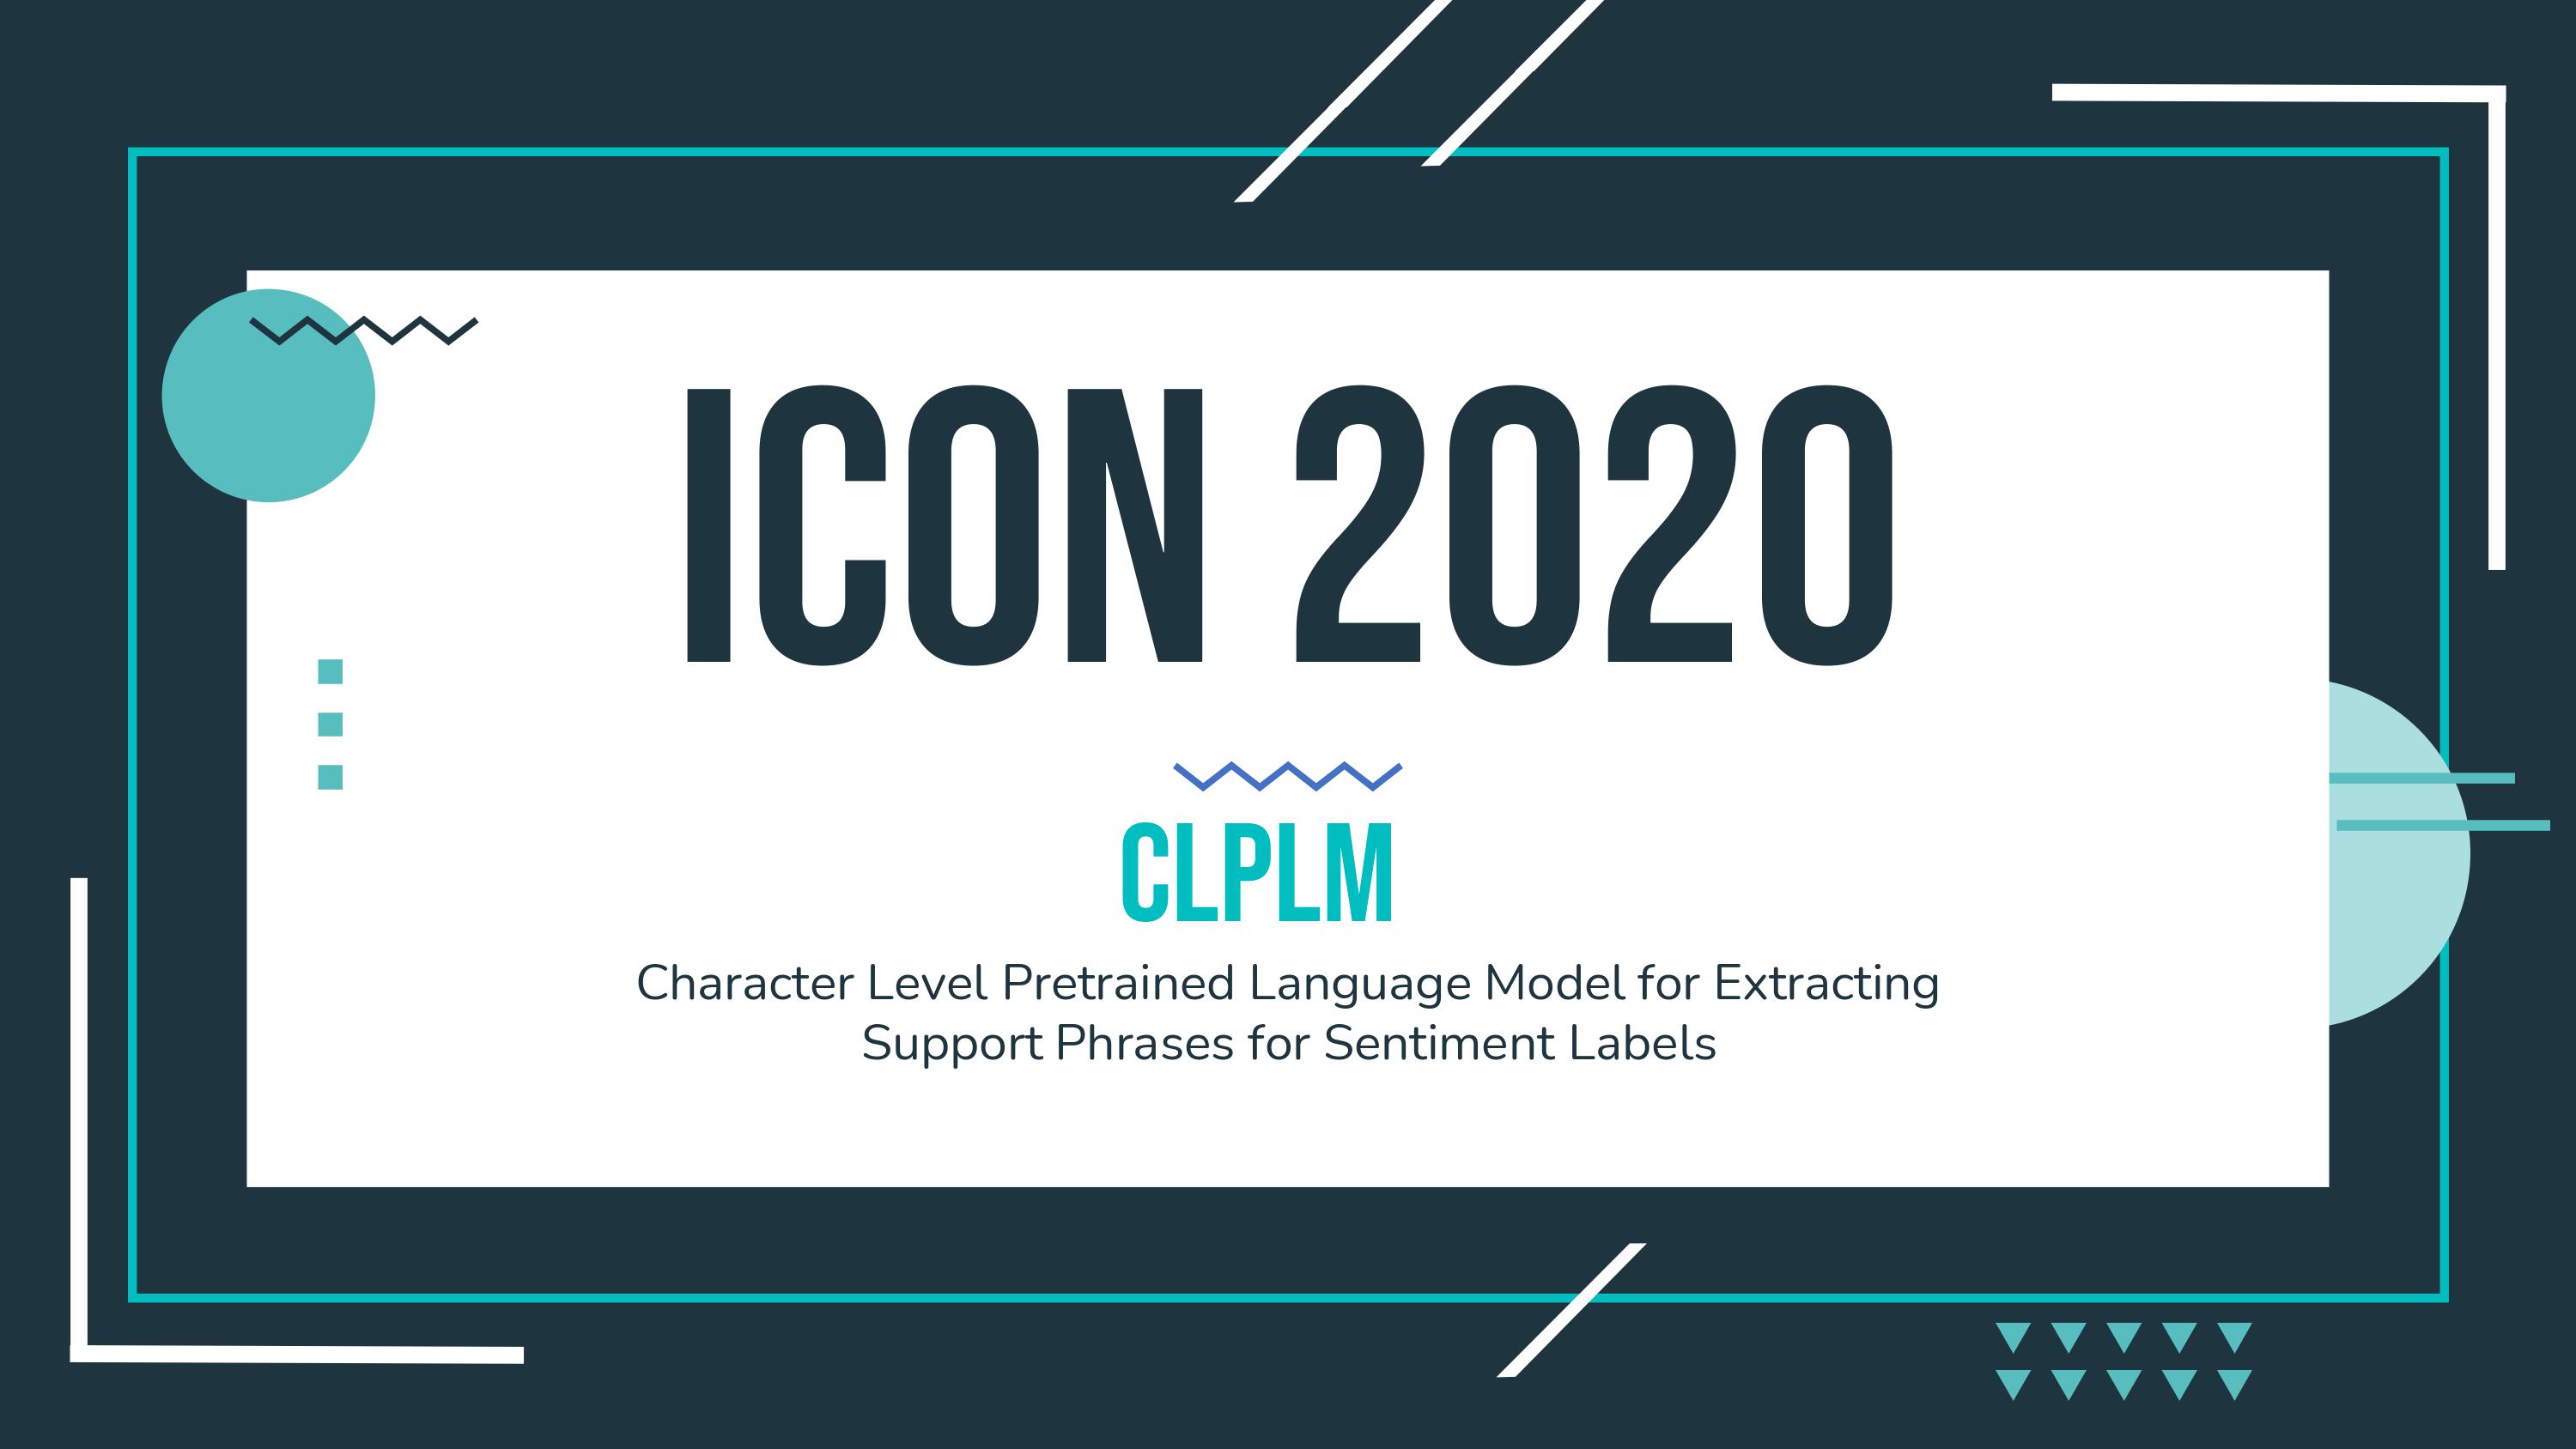 ICON 2020
CLPLM
Character Level Pretrained Language Model for Extracting
Support Phrases for Sentiment Labels